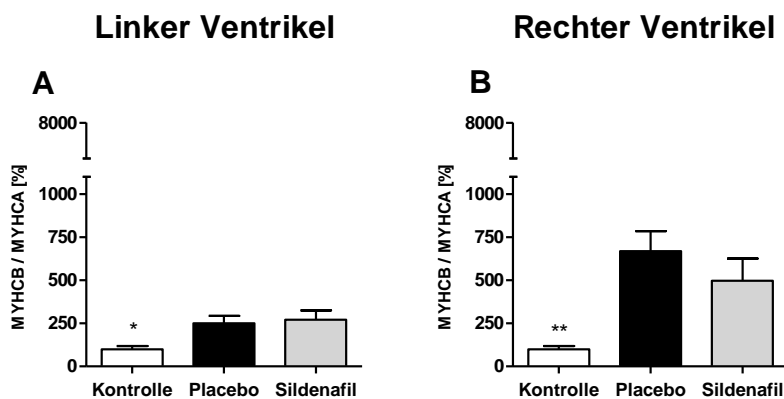 Linker Ventrikel
Rechter Ventrikel
A
MYHCB / MYHCA [%]
8000
1000
750
500
250
0
*
Kontrolle Placebo Sildenafil
B
MYHCB / MYHCA [%]
8000
1000
750
500
250
0
**
Kontrolle Placebo Sildenafil